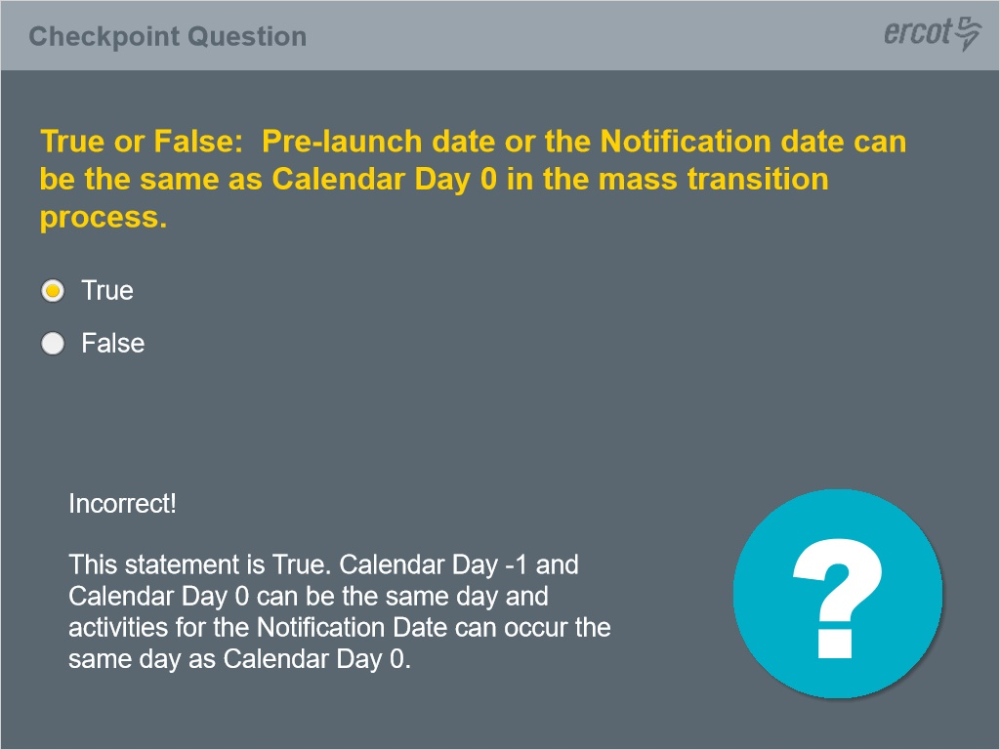 Checkpoint Question
ercot
True or False:  Pre-launch date or the Notification date can
be the same as Calendar Day 0 in the mass transition
process.
True
False
Incorrect!
This statement is True. Calendar Day -1 and
Calendar Day 0 can be the same day and
activities for the Notification Date can occur the
same day as Calendar Day 0.
?